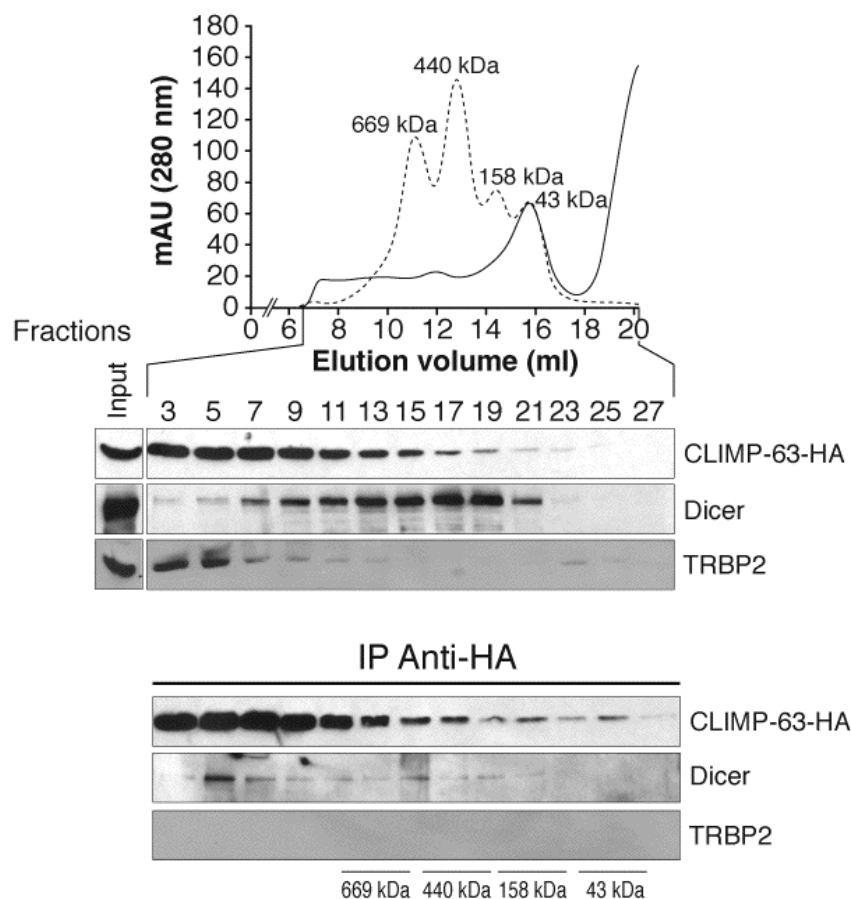 180
160
140
120
100
80
60
40
20
0
mAU (280 nm)
669 kDa
440 kDa
158 kDa
43 kDa
0 6 8 10 12 14 16 18 20
Elution volume (ml)
Fractions
Input 3 5 7 9 11 13 15 17 19 21 23 25 27
CLIMP-63-HA
Dicer
TRBP2
IP Anti-HA
CLIMP-63-HA
Dicer
TRBP2
669 kDa 440 kDa 158 kDa 43 kDa